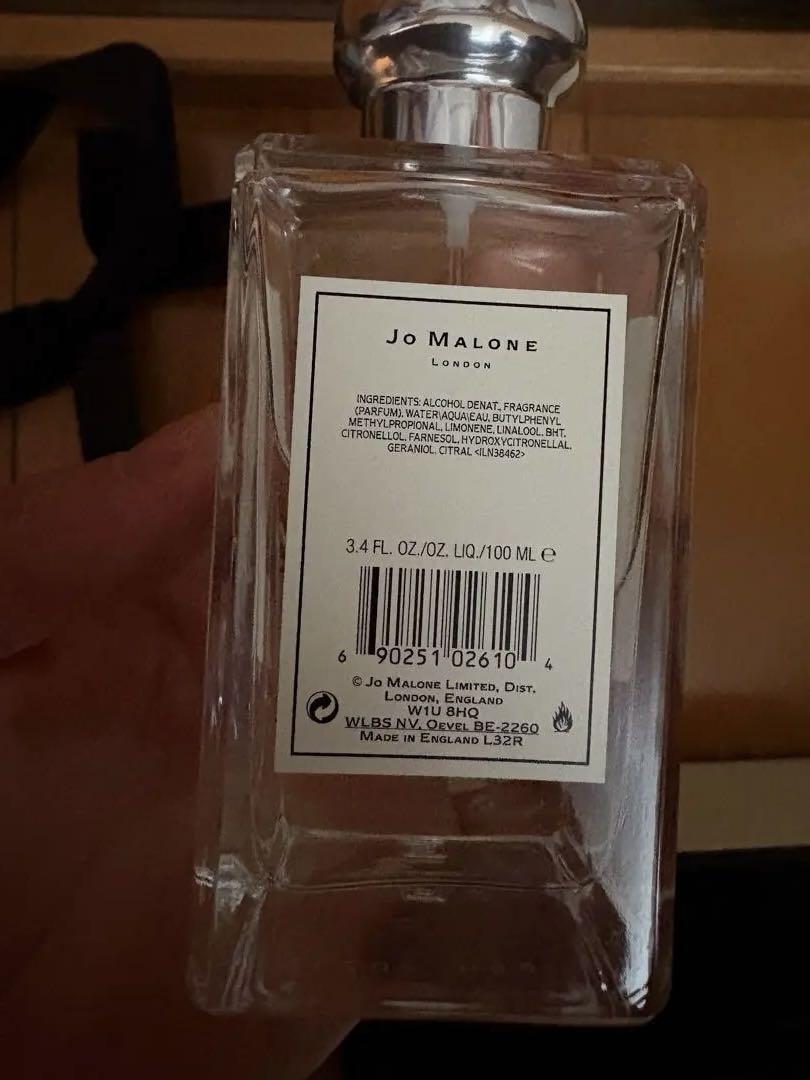 JO MALONE
LONDON
INGREDIENTS: ALCOHOL DENAT., FRAGRANCE
(PARFUM), WATER\AQUA\EAU, BUTYLPHENYL
METHYLPROPIONAL, LIMONENE, LINALOOL, BHT,
CITRONELLOL, FARNESOL, HYDROXYCITRONELLAL,
GERANIOL, CITRAL <ILN38462>
3.4 FL. OZ./OZ. LIQ./100 ML ℮
6 90251 02610 4
© JO MALONE LIMITED, DIST.
LONDON, ENGLAND
W1U 8HQ
WLBS NV, OEVEL BE-2260
MADE IN ENGLAND L32R